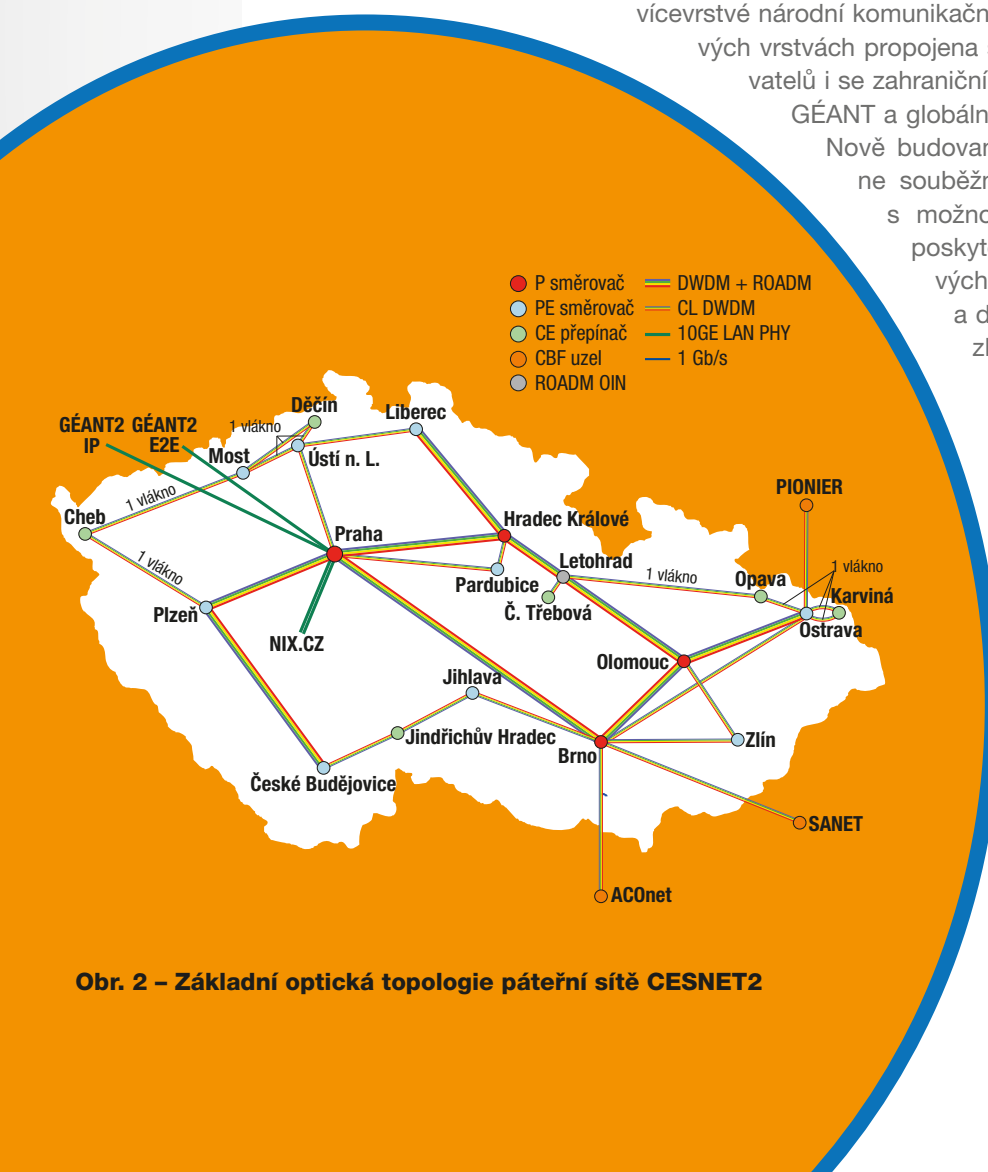 vícevrstvé národní komunikačn
vých vrstvách propojena
vatelů i se zahraniční
GÉANT a globáln
Nově budovan
ne souběžn
s možno
poskyt
vých
a d
P směrovač
PE směrovač
CE přepínač
CBF uzel
ROADM OIN
DWDM + ROADM
CL DWDM
10GE LAN PHY
1 Gb/s
GÉANT2
IP
GÉANT2
E2E
1 vlákno
Děčín
Liberec
Most
Ústí n. L.
1 vlákno
Cheb
1 vlákno
Plzeň
Praha
NIX.CZ
Hradec Králové
Pardubice
Letohrad
Č. Třebová
1 vlákno
PIONIER
Opava
1 vlákno
Karviná
Ostrava
Olomouc
Jihlava
Jindřichův Hradec
České Budějovice
Brno
Zlín
SANET
ACOnet
Obr. 2 – Základní optická topologie páteřní sítě CESNET2